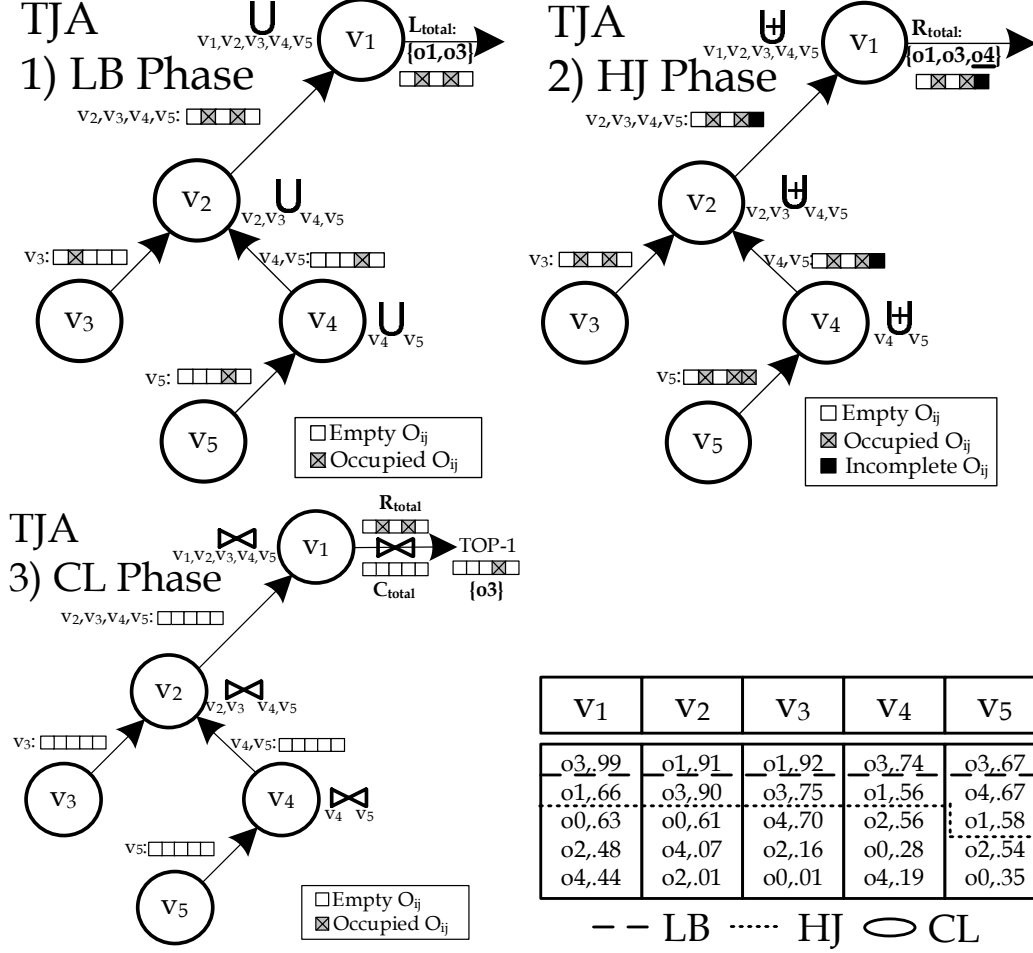 TJA
1) LB Phase
⋃
v1,v2,v3,v4,v5
v1
Ltotal:
{o1,o3}
v2,v3,v4,v5:
v2
⋃
v2,v3 v4,v5
v3:
v4,v5:
v3
v4
⋃
v4 v5
v5:
v5
Empty Oij
Occupied Oij
TJA
2) HJ Phase
⊎
v1,v2,v3,v4,v5
v1
Rtotal:
{o1,o3,o4}
v2,v3,v4,v5:
v2
⊎
v2,v3 v4,v5
v3:
v4,v5:
v3
v4
⊎
v4 v5
v5:
v5
Empty Oij
Occupied Oij
Incomplete Oij
TJA
3) CL Phase
⋈
v1,v2,v3,v4,v5
v1
Rtotal
⋈
Ctotal
TOP-1
{o3}
v2,v3,v4,v5:
v2
⋈
v2,v3 v4,v5
v3:
v4,v5:
v3
v4
⋈
v4 v5
v5:
v5
Empty Oij
Occupied Oij
v1 v2 v3 v4 v5
o3,.99 o1,.91 o1,.92 o3,.74 o3,.67
o1,.66 o3,.90 o3,.75 o1,.56 o4,.67
o0,.63 o0,.61 o4,.70 o2,.56 o1,.58
o2,.48 o4,.07 o2,.16 o0,.28 o2,.54
o4,.44 o2,.01 o0,.01 o4,.19 o0,.35
LB HJ CL